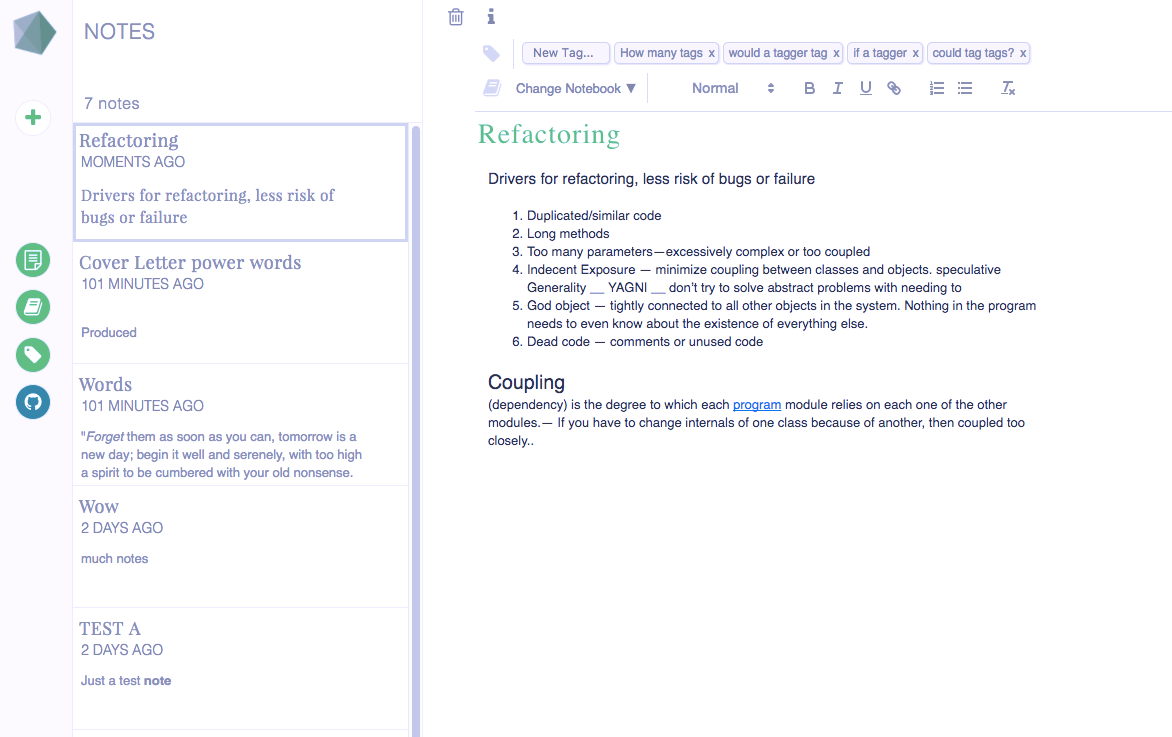 NOTES
7 notes
Refactoring
MOMENTS AGO
Drivers for refactoring, less risk of
bugs or failure
Cover Letter power words
101 MINUTES AGO
Produced
Words
101 MINUTES AGO
"Forget them as soon as you can, tomorrow is a
new day; begin it well and serenely, with too high
a spirit to be cumbered with your old nonsense.
Wow
2 DAYS AGO
much notes
TEST A
2 DAYS AGO
Just a test note
New Tag... How many tags x would a tagger tag x if a tagger x could tag tags? x
Change Notebook ▼ Normal B I U
Refactoring
Drivers for refactoring, less risk of bugs or failure
1. Duplicated/similar code
2. Long methods
3. Too many parameters—excessively complex or too coupled
4. Indecent Exposure — minimize coupling between classes and objects. speculative
Generality __ YAGNI __ don't try to solve abstract problems with needing to
5. God object — tightly connected to all other objects in the system. Nothing in the program
needs to even know about the existence of everything else.
6. Dead code — comments or unused code
Coupling
(dependency) is the degree to which each program module relies on each one of the other
modules.— If you have to change internals of one class because of another, then coupled too
closely..